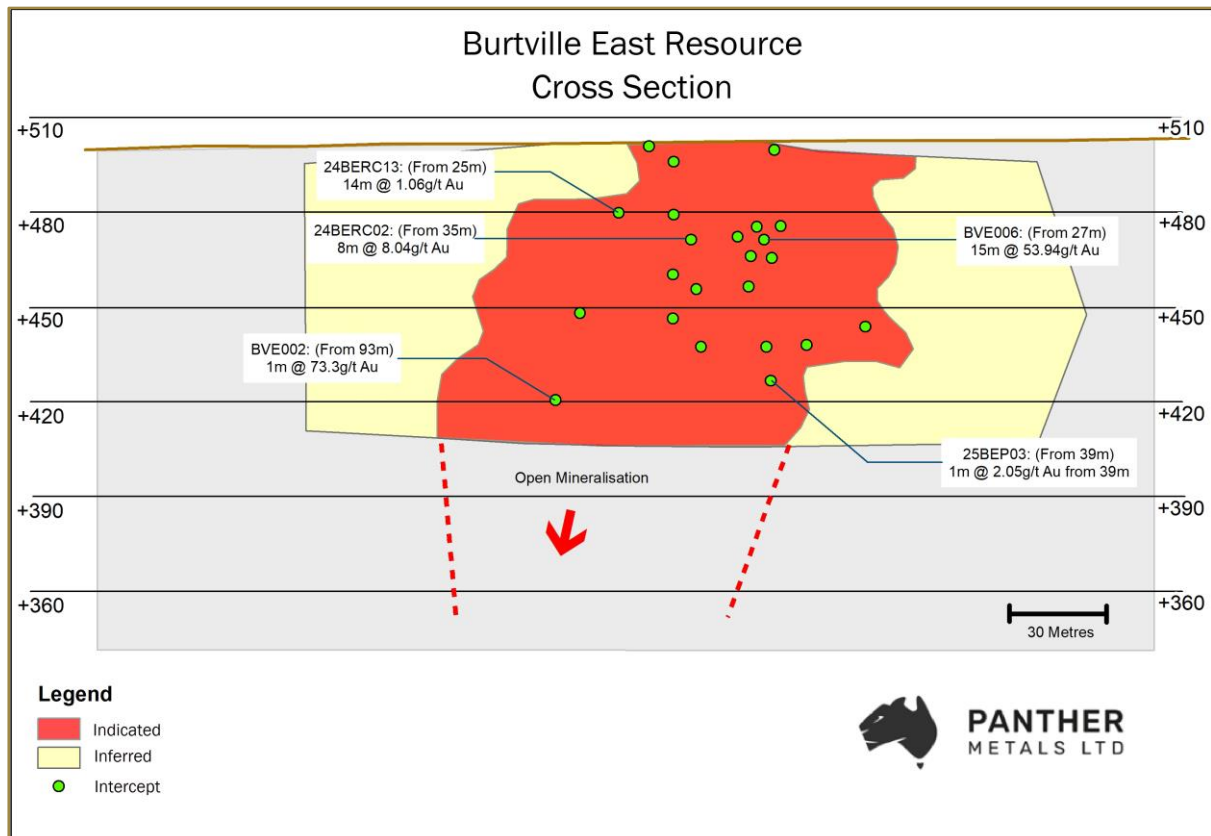 Burtville East Resource
Cross Section
+510
+510
24BERC13: (From 25m)
14m @ 1.06g/t Au
+480
+480
24BERC02: (From 35m)
8m @ 8.04g/t Au
BVE006: (From 27m)
15m @ 53.94g/t Au
+450
+450
BVE002: (From 93m)
1m @ 73.3g/t Au
+420
+420
25BEP03: (From 39m)
1m @ 2.05g/t Au from 39m
Open Mineralisation
+390
+390
+360
+360
30 Metres
Legend
Indicated
Inferred
Intercept
PANTHER
METALS LTD